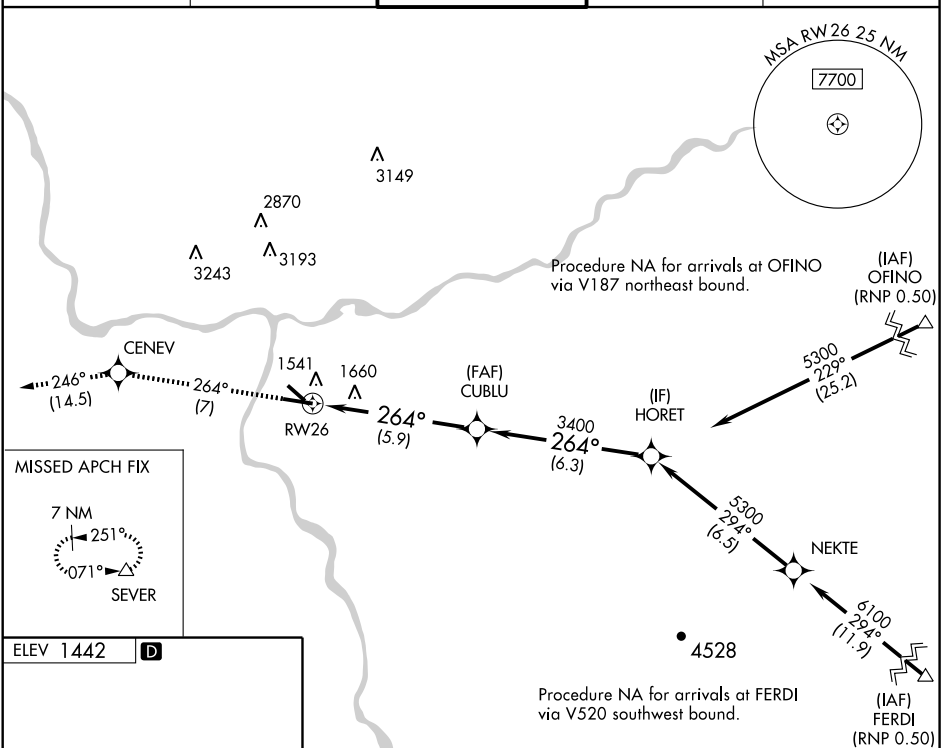 MSA RW26 25 NM
7700
3149
2870
3243
3193
Procedure NA for arrivals at OFINO
via V187 northeast bound.
(IAF)
OFINO
(RNP 0.50)
5300
229°
(25.2)
CENEV
246°
(14.5)
264°
(7)
1541
1660
RW26
264°
(5.9)
(FAF)
CUBLU
3400
264°
(6.3)
(IF)
HORET
5300
294°
(6.5)
NEKTE
6100
294°
(11.9)
MISSED APCH FIX
7 NM
251°
071°
SEVER
4528
ELEV 1442
D
Procedure NA for arrivals at FERDI
via V520 southwest bound.
(IAF)
FERDI
(RNP 0.50)